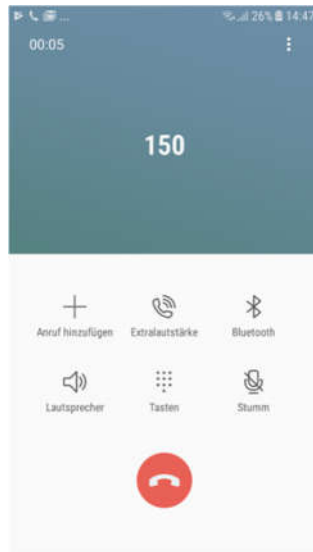 26% 14:47
00:05
150
Anruf hinzufügen Extralautstärke Bluetooth
Lautsprecher Tasten Stumm